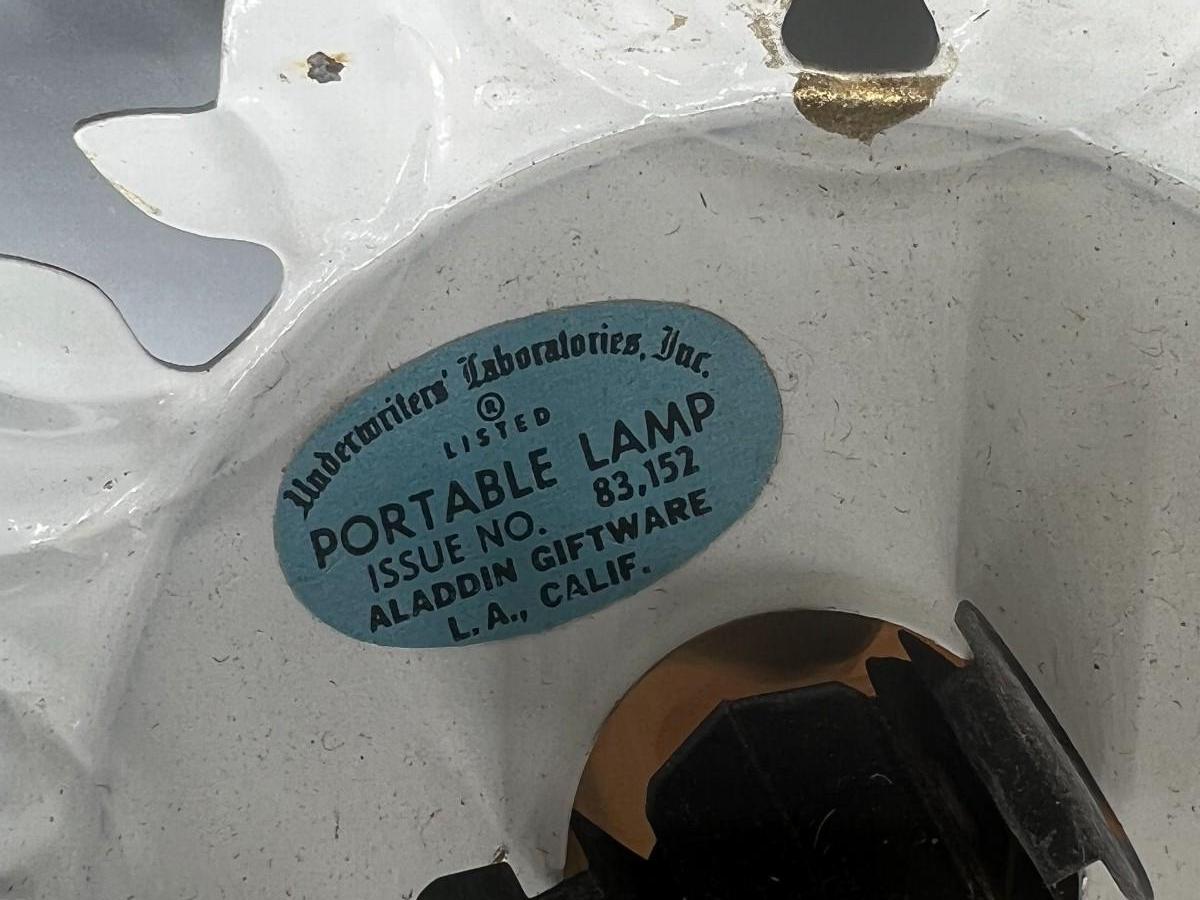 Underwriters' Laboratories, Inc.
®
LISTED
PORTABLE LAMP
ISSUE NO. 83,152
ALADDIN GIFTWARE
L.A., CALIF.